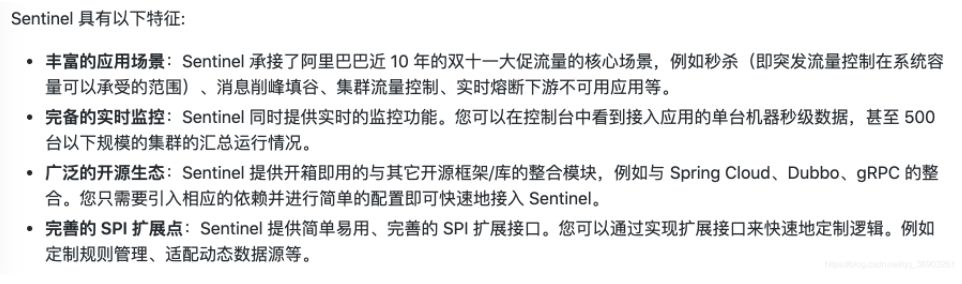 Sentinel 具有以下特征:
• 丰富的应用场景：Sentinel 承接了阿里巴巴近 10 年的双十一大促流量的核心场景，例如秒杀（即突发流量控制在系统容
量可以承受的范围）、消息削峰填谷、集群流量控制、实时熔断下游不可用应用等。
• 完备的实时监控：Sentinel 同时提供实时的监控功能。您可以在控制台中看到接入应用的单台机器秒级数据，甚至 500
台以下规模的集群的汇总运行情况。
• 广泛的开源生态：Sentinel 提供开箱即用的与其它开源框架/库的整合模块，例如与 Spring Cloud、Dubbo、gRPC 的整
合。您只需要引入相应的依赖并进行简单的配置即可快速地接入 Sentinel。
• 完善的 SPI 扩展点：Sentinel 提供简单易用、完善的 SPI 扩展接口。您可以通过实现扩展接口来快速地定制逻辑。例如
定制规则管理、适配动态数据源等。